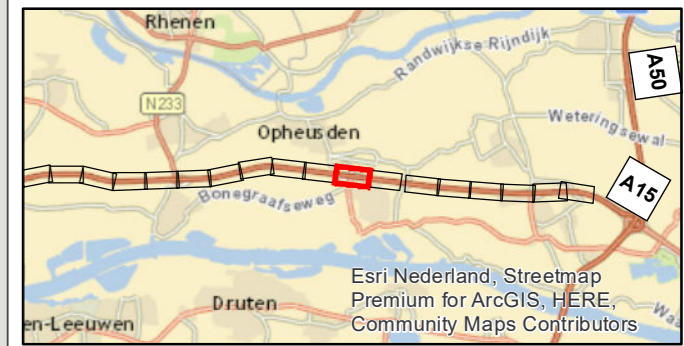 Rhenen
Randwijkse Rijndijk
A50
N233
Weteringsewal
Opheusden
A15
Bonegraafseweg
Esri Nederland, Streetmap
Premium for ArcGIS, HERE,
Community Maps Contributors
Druten
en-Leeuwen
Waa